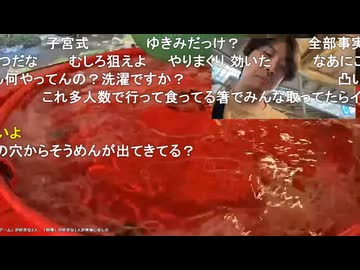 子宮式 ゆきみだっけ？ 全部事実
つだな むしろ狙えよ やりまくり 効いた なあにこ
ん何やってんの？洗濯ですか？ 凸い
これ多人数で行って食ってる箸でみんな取ってたらイ
いよ
の穴からそうめんが出てきてる？